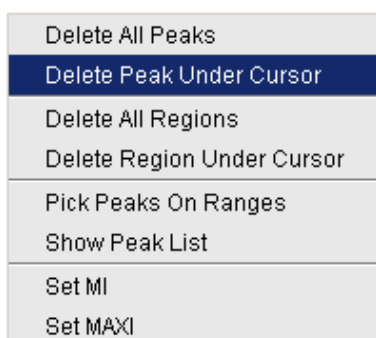 Delete All Peaks
Delete Peak Under Cursor
Delete All Regions
Delete Region Under Cursor
Pick Peaks On Ranges
Show Peak List
Set MI
Set MAXI